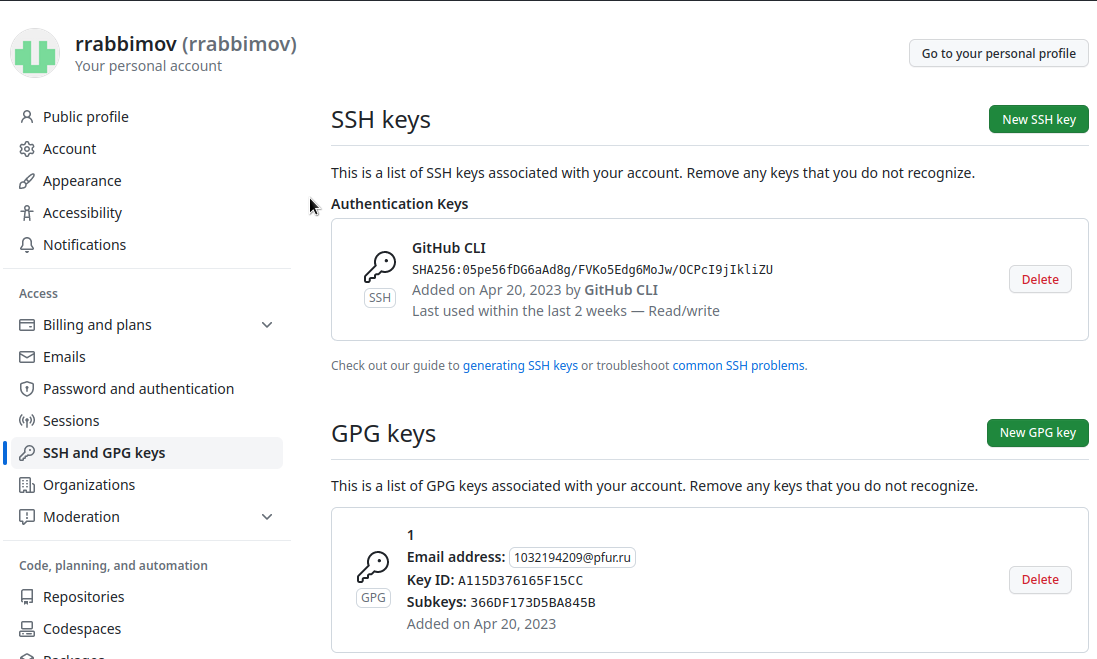 rrabbimov (rrabbimov)
Your personal account
Go to your personal profile
Public profile
Account
Appearance
Accessibility
Notifications
Access
Billing and plans
Emails
Password and authentication
Sessions
SSH and GPG keys
Organizations
Moderation
Code, planning, and automation
Repositories
Codespaces
Packages
SSH keys
New SSH key
This is a list of SSH keys associated with your account. Remove any keys that you do not recognize.
Authentication Keys
GitHub CLI
SHA256:05pe56fDG6aAd8g/FVKo5Edg6MoJw/OCPcI9jIkliZU
Added on Apr 20, 2023 by GitHub CLI
Last used within the last 2 weeks — Read/write
SSH
Delete
Check out our guide to generating SSH keys or troubleshoot common SSH problems.
GPG keys
New GPG key
This is a list of GPG keys associated with your account. Remove any keys that you do not recognize.
1
Email address: 1032194209@pfur.ru
Key ID: A115D376165F15CC
Subkeys: 366DF173D5BA845B
Added on Apr 20, 2023
GPG
Delete